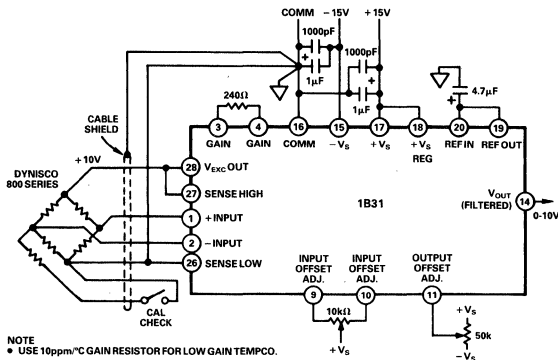 COMM
−15V
+15V
1000pF
1000pF
+
1µF
+
1µF
+
4.7µF
240Ω
3
4
16
15
17
18
20
19
GAIN
GAIN
COMM
−VS
+VS
+VS
REG
REF IN
REF OUT
CABLE
SHIELD
DYNISCO
800 SERIES
+10V
28
VEXC OUT
27
SENSE HIGH
1
+INPUT
2
−INPUT
26
SENSE LOW
1B31
VOUT
(FILTERED)
14
0-10V
INPUT
OFFSET
ADJ.
INPUT
OFFSET
ADJ.
OUTPUT
OFFSET
ADJ.
9
10
11
10kΩ
+VS
+VS
50k
−VS
CAL
CHECK
NOTE
● USE 10ppm/°C GAIN RESISTOR FOR LOW GAIN TEMPCO.